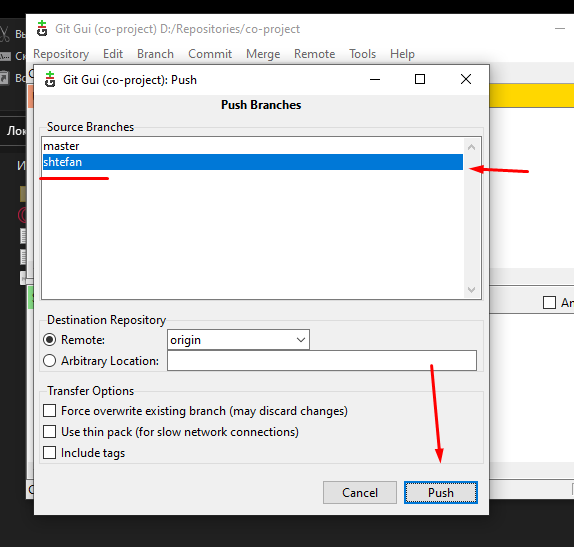 Git Gui (co-project) D:/Repositories/co-project
Repository Edit Branch Commit Merge Remote Tools Help
Git Gui (co-project): Push
Push Branches
Source Branches
master
shtefan
Destination Repository
Remote: origin
Arbitrary Location:
Transfer Options
Force overwrite existing branch (may discard changes)
Use thin pack (for slow network connections)
Include tags
Cancel Push